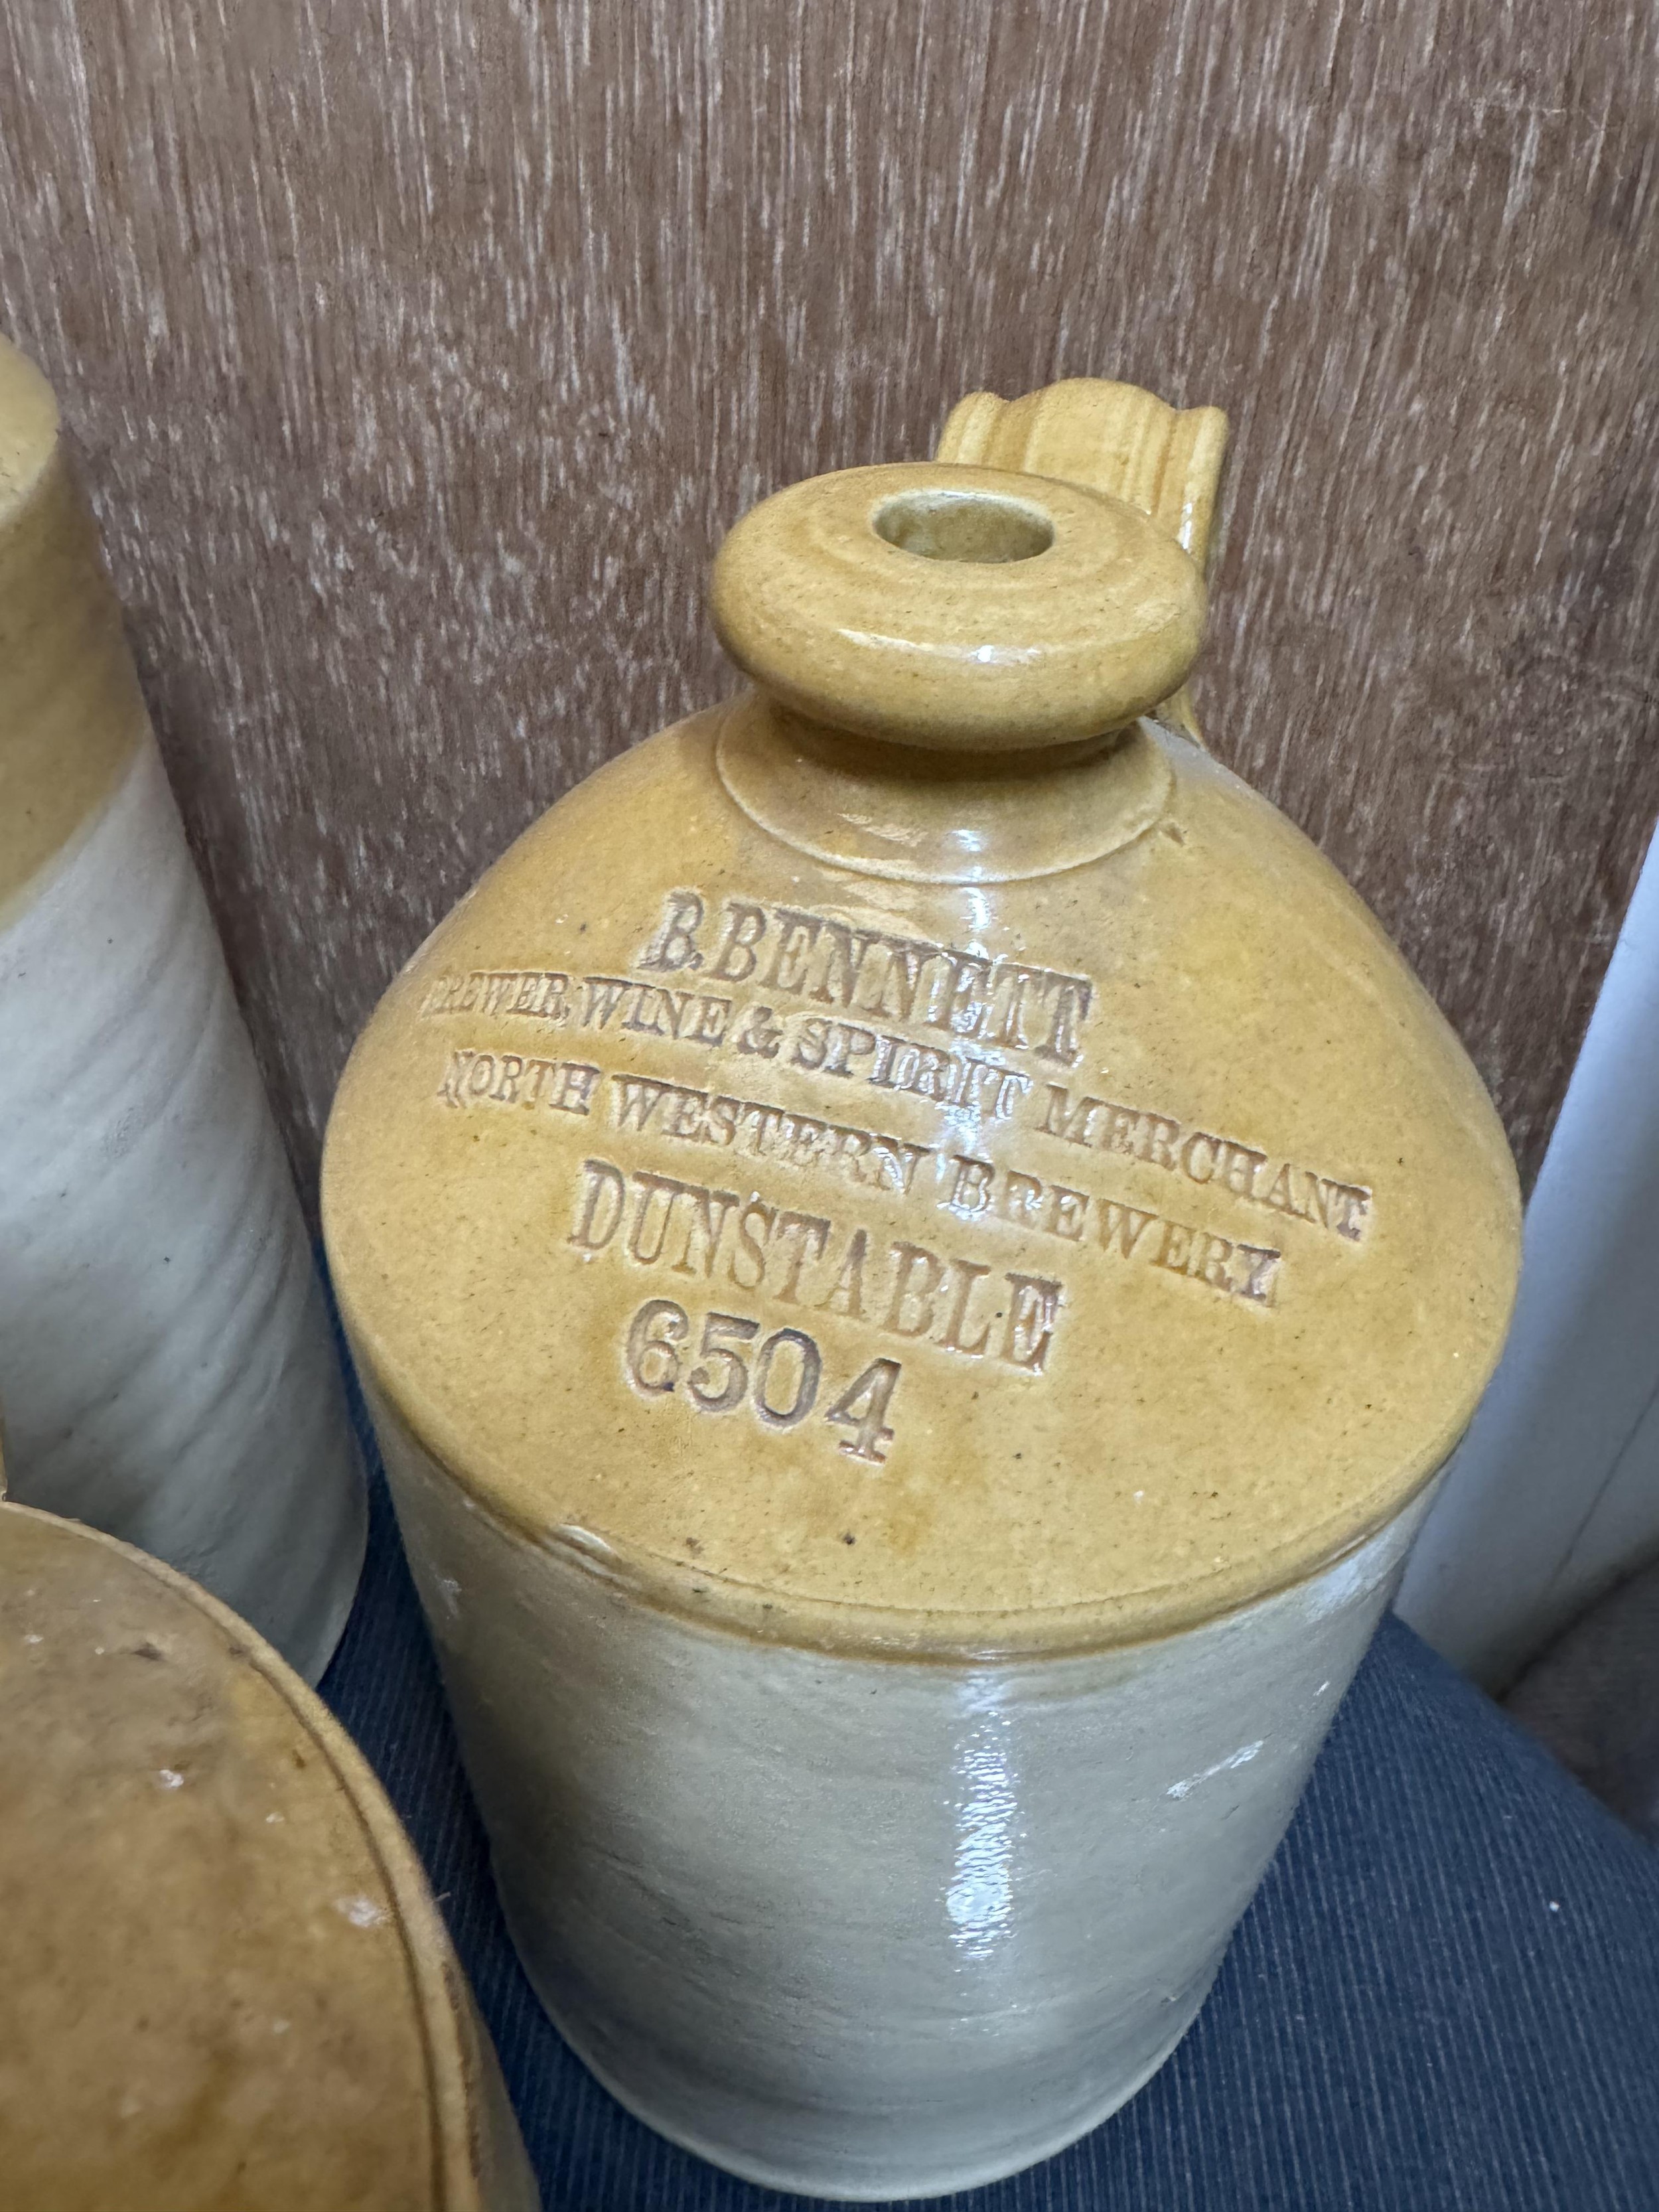 B. BENNETT
BREWER, WINE & SPIRIT MERCHANT
NORTH WESTERN BREWERY
DUNSTABLE
6504